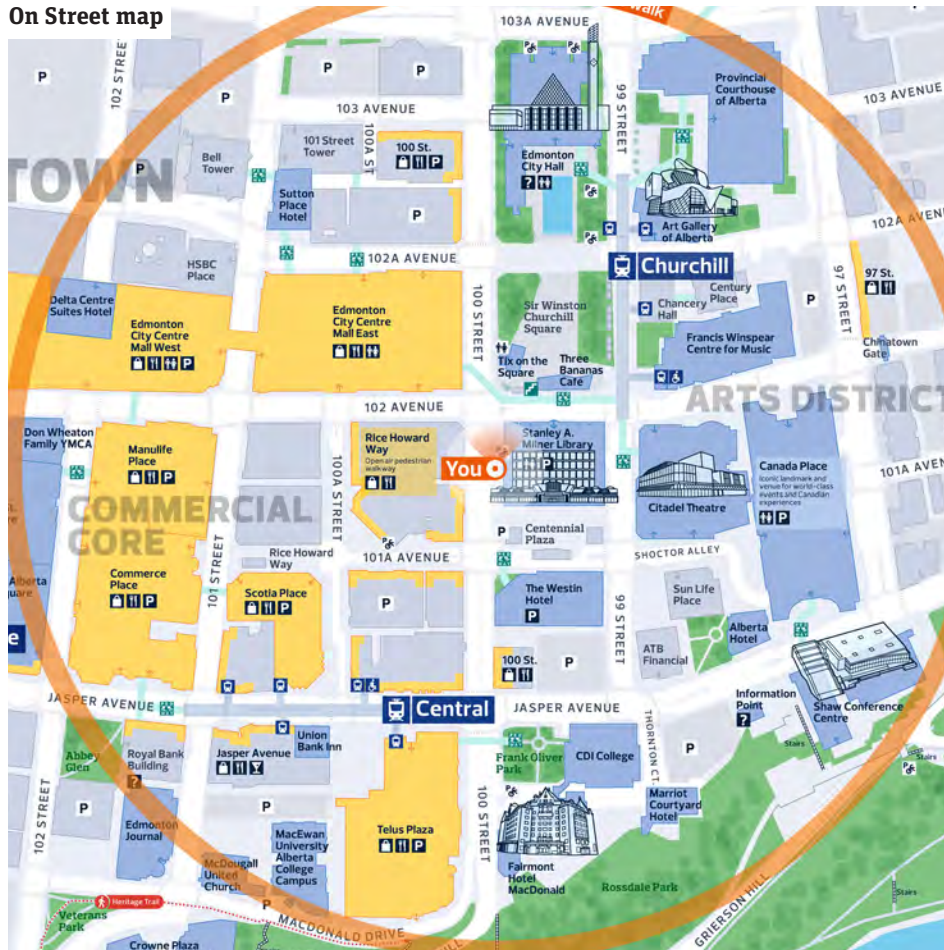 On Street map
walk
103A AVENUE
102 STREET
P
P
P
P
Provincial
Courthouse
of Alberta
99 STREET
103 AVENUE
103 AVENUE
P
100A ST
101 Street
Tower
100 St.
P
Bell
Tower
Edmonton
City Hall
?
TOWN
Sutton
Place
Hotel
P
Art Gallery
of Alberta
102A AVENUE
102A AVENUE
HSBC
Place
Churchill
97 STREET
97 St.
Delta Centre
Suites Hotel
Edmonton
City Centre
Mall West
P
Edmonton
City Centre
Mall East
100 STREET
Sir Winston
Churchill
Square
Chancery
Hall
Century
Place
P
Francis Winspear
Centre for Music
Chinatown
Gate
Tix on the
Square
Three
Bananas
Café
102 AVENUE
ARTS DISTRICT
Don Wheaton
Family YMCA
Manulife
Place
P
Rice Howard
Way
Open air pedestrian
walkway
You
Stanley A.
Milner Library
P
Citadel Theatre
Canada Place
Iconic landmark and
venue for world-class
events and Canadian
experiences
P
101A AVEN
COMMERCIAL
CORE
100A STREET
P
Centennial
Plaza
101 STREET
Rice Howard
Way
101A AVENUE
SHOCTOR ALLEY
Alberta
quare
Commerce
Place
P
Scotia Place
P
P
The Westin
Hotel
P
99 STREET
Sun Life
Place
Alberta
Hotel
ATB
Financial
e
100 St.
P
JASPER AVENUE
Central
JASPER AVENUE
Information
Point
?
Shaw Conference
Centre
Stairs
Stairs
Abbey
Glen
Royal Bank
Building
?
Jasper Avenue
Union
Bank Inn
Frank Oliver
Park
CDI College
THORNTON CT.
P
102 STREET
P
P
Edmonton
Journal
MacEwan
University
Alberta
College
Campus
Telus Plaza
P
100 STREET
Marriot
Courtyard
Hotel
Fairmont
Hotel
MacDonald
McDougall
United
Church
Rossdale Park
Stairs
Heritage Trail
P
Veterans
Park
MACDONALD DRIVE
HILL
GRIERSON HILL
Crowne Plaza